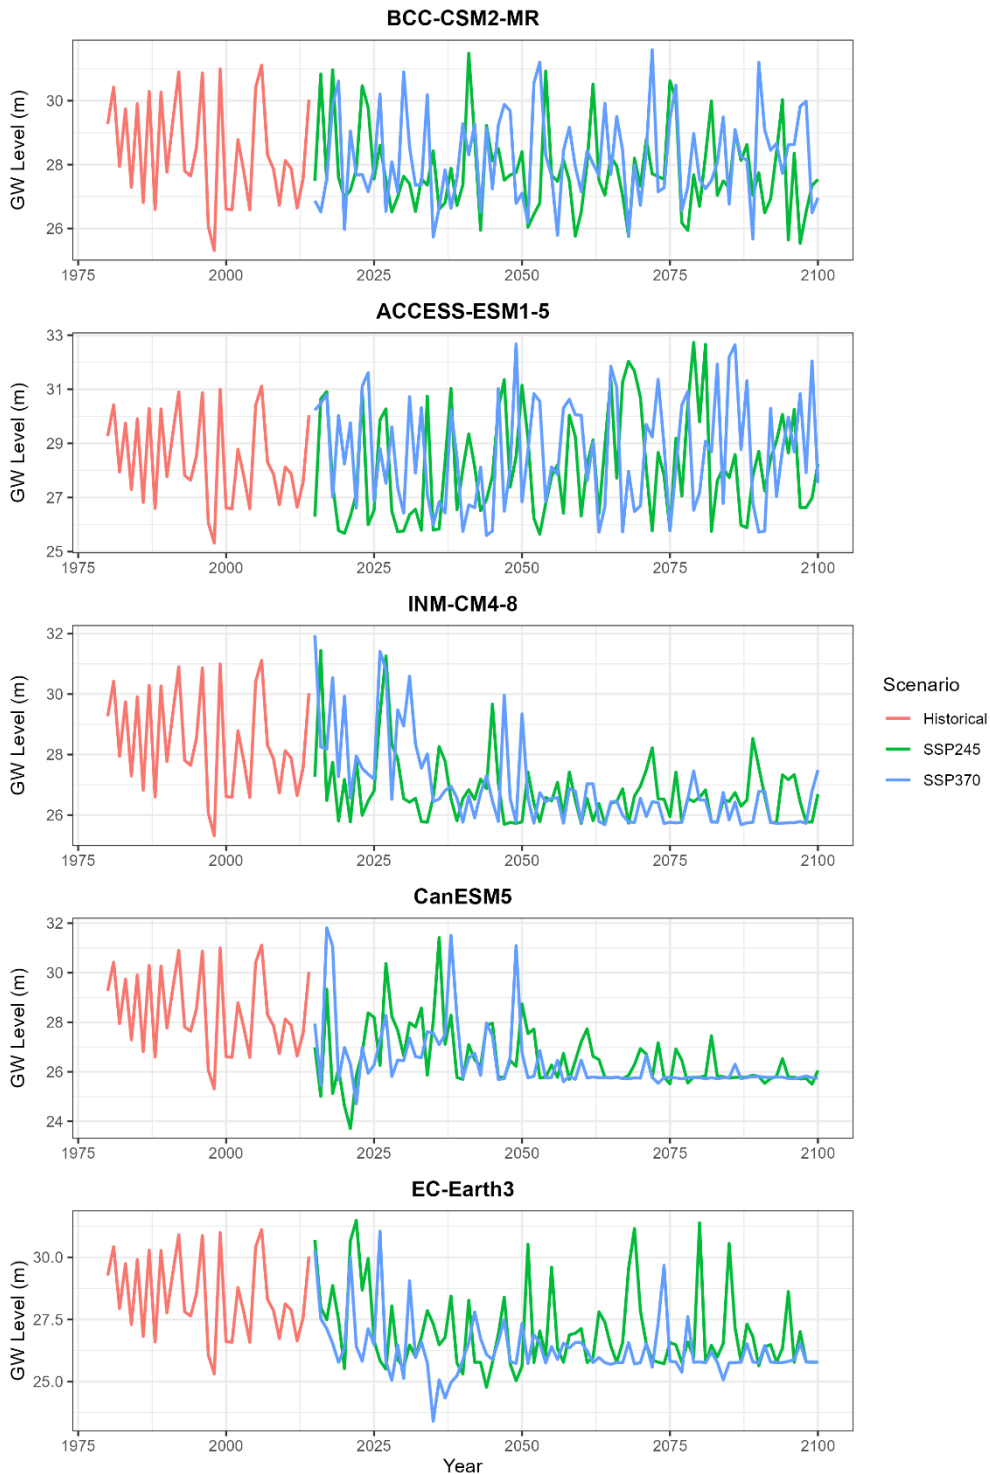 BCC-CSM2-MR
GW Level (m)
30
28
26
1975 2000 2025 2050 2075 2100
ACCESS-ESM1-5
GW Level (m)
33
31
29
27
25
1975 2000 2025 2050 2075 2100
INM-CM4-8
GW Level (m)
32
30
28
26
1975 2000 2025 2050 2075 2100
Scenario
Historical
SSP245
SSP370
CanESM5
GW Level (m)
32
30
28
26
24
1975 2000 2025 2050 2075 2100
EC-Earth3
GW Level (m)
30.0
27.5
25.0
1975 2000 2025 2050 2075 2100
Year